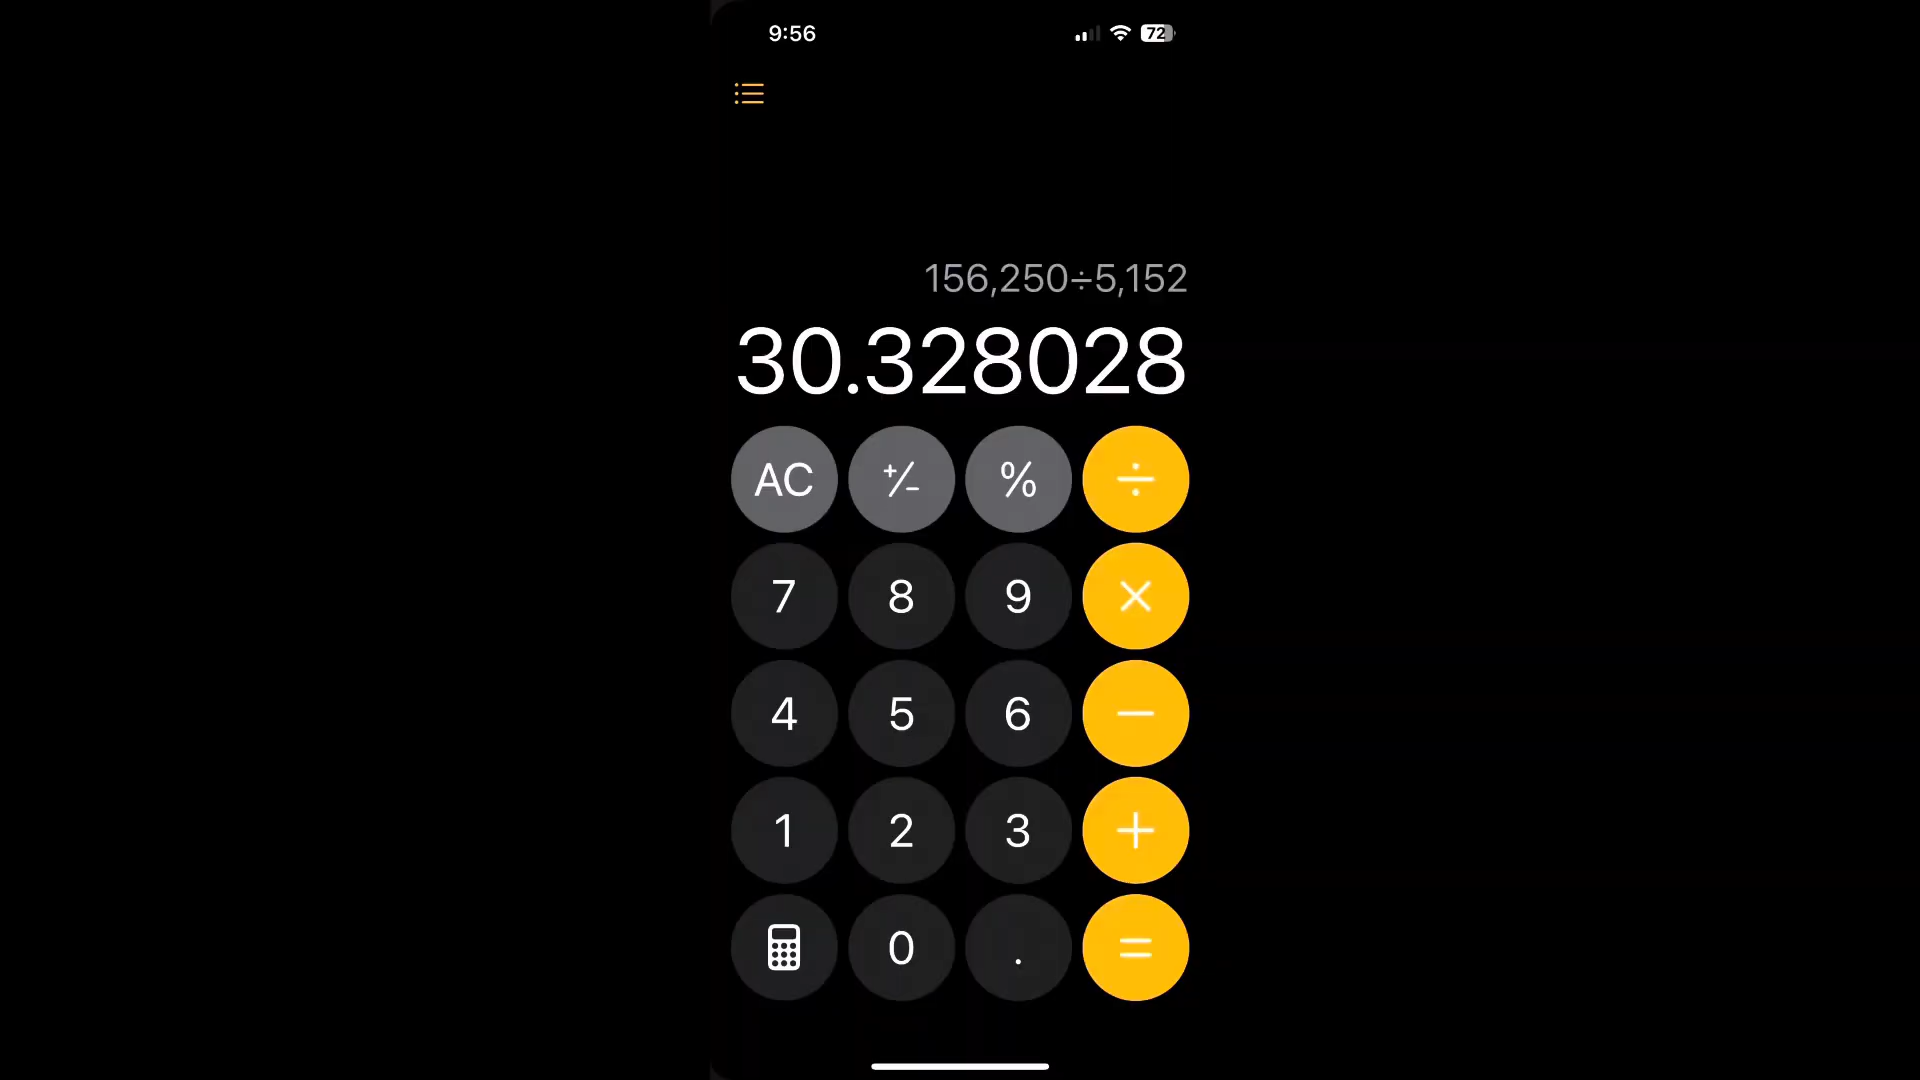 9:56
72
156,250÷5,152
30.328028
AC +/- % ÷
7 8 9 ×
4 5 6 −
1 2 3 +
0 . =